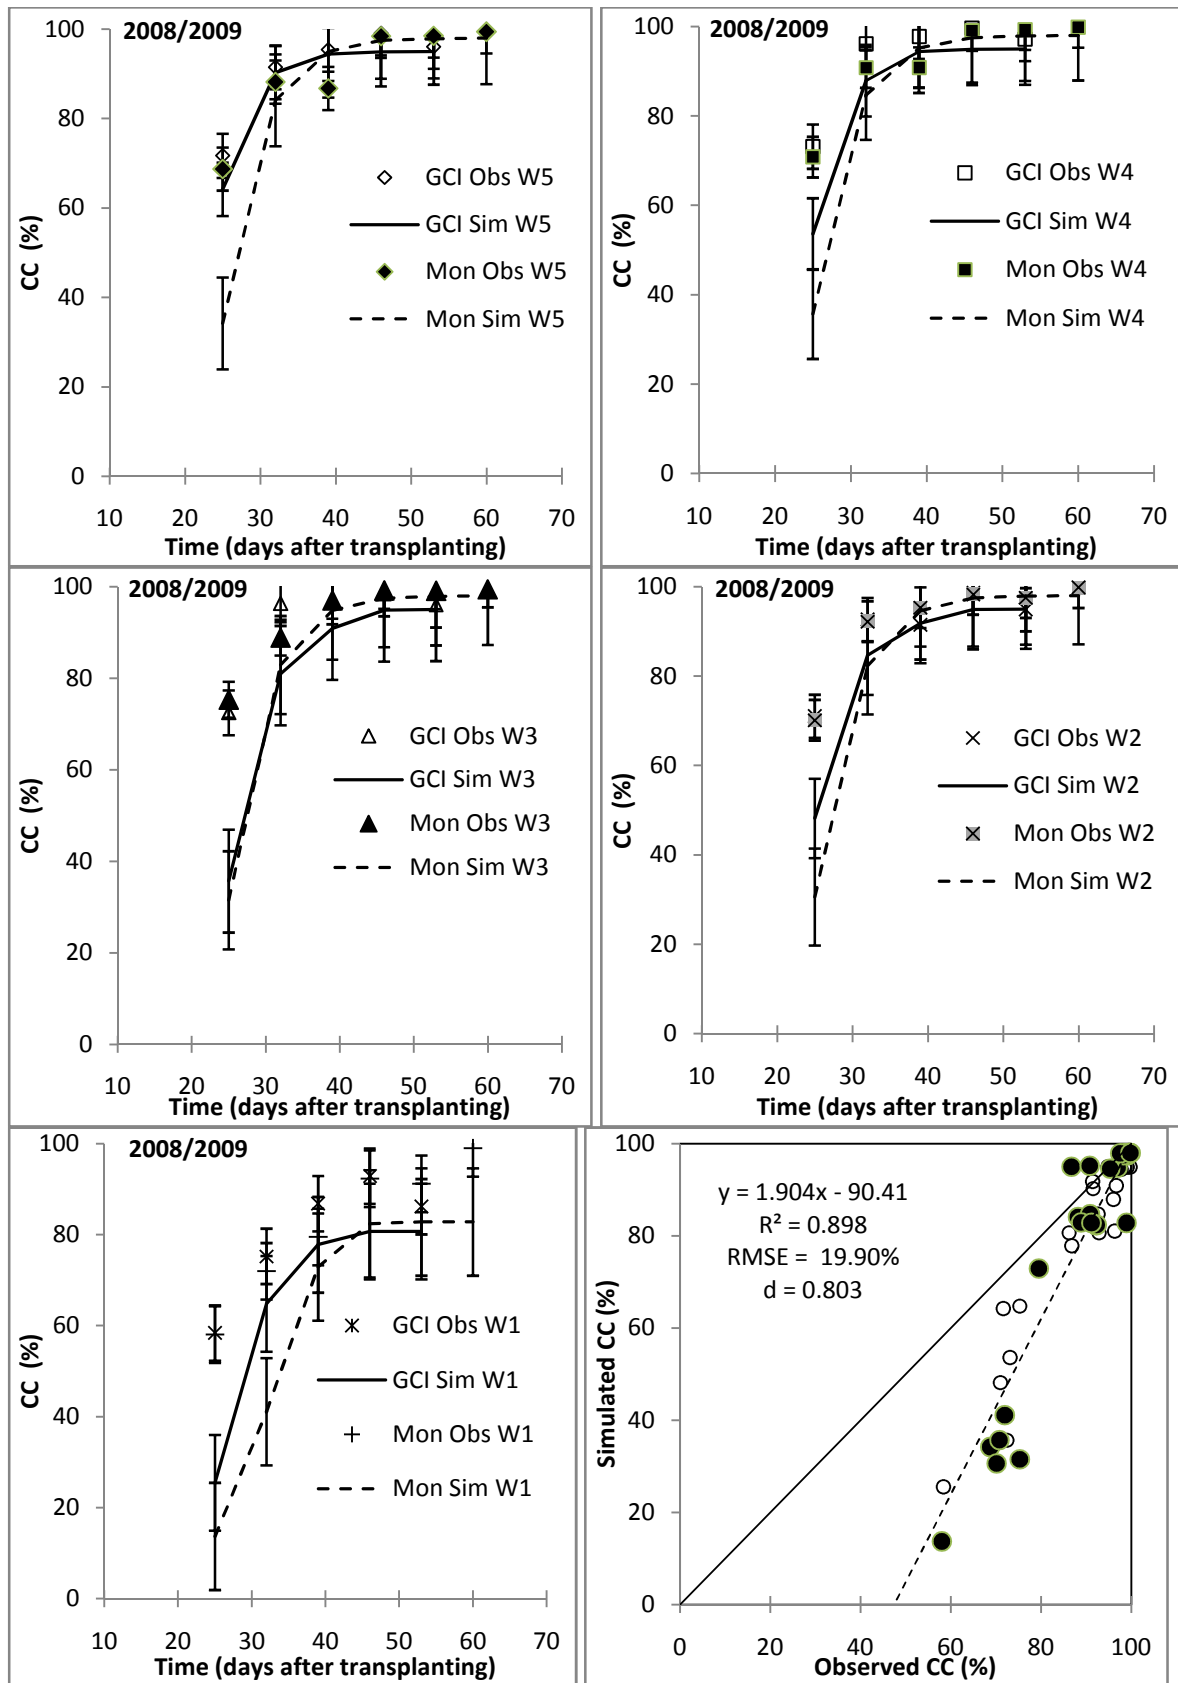 2008/2009
100
80
60
40
20
0
CC (%)
GCI Obs W5
GCI Sim W5
Mon Obs W5
Mon Sim W5
10 20 30 40 50 60 70
Time (days after transplanting)
2008/2009
100
80
60
40
20
0
CC (%)
GCI Obs W4
GCI Sim W4
Mon Obs W4
Mon Sim W4
10 20 30 40 50 60 70
Time (days after transplanting)
2008/2009
100
80
60
40
20
0
CC (%)
GCI Obs W3
GCI Sim W3
Mon Obs W3
Mon Sim W3
10 20 30 40 50 60 70
Time (days after transplanting)
2008/2009
100
80
60
40
20
0
CC (%)
GCI Obs W2
GCI Sim W2
Mon Obs W2
Mon Sim W2
10 20 30 40 50 60 70
Time (days after transplanting)
2008/2009
100
80
60
40
20
0
CC (%)
GCI Obs W1
GCI Sim W1
Mon Obs W1
Mon Sim W1
10 20 30 40 50 60 70
Time (days after transplanting)
100
80
60
40
20
0
Simulated CC (%)
y = 1.904x - 90.41
R² = 0.898
RMSE = 19.90%
d = 0.803
0 20 40 60 80 100
Observed CC (%)